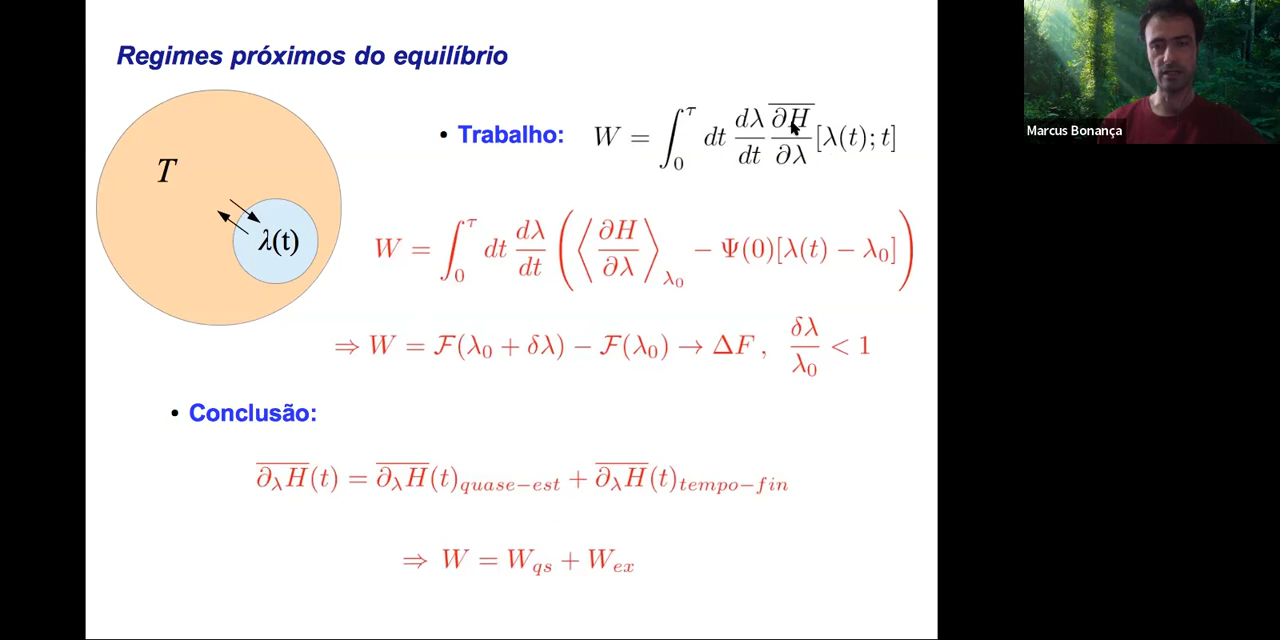 Regimes próximos do equilíbrio
T
λ(t)
• Trabalho: W = ∫₀^τ dt dλ/dt \overline{∂H}/∂λ [λ(t); t]
W = ∫₀^τ dt dλ/dt (⟨∂H/∂λ⟩_{λ₀} − Ψ(0)[λ(t) − λ₀])
⇒ W = ℱ(λ₀ + δλ) − ℱ(λ₀) → ΔF , δλ/λ₀ < 1
• Conclusão:
\overline{∂_λH}(t) = \overline{∂_λH}(t)_{quase−est} + \overline{∂_λH}(t)_{tempo−fin}
⇒ W = W_{qs} + W_{ex}
Marcus Bonança